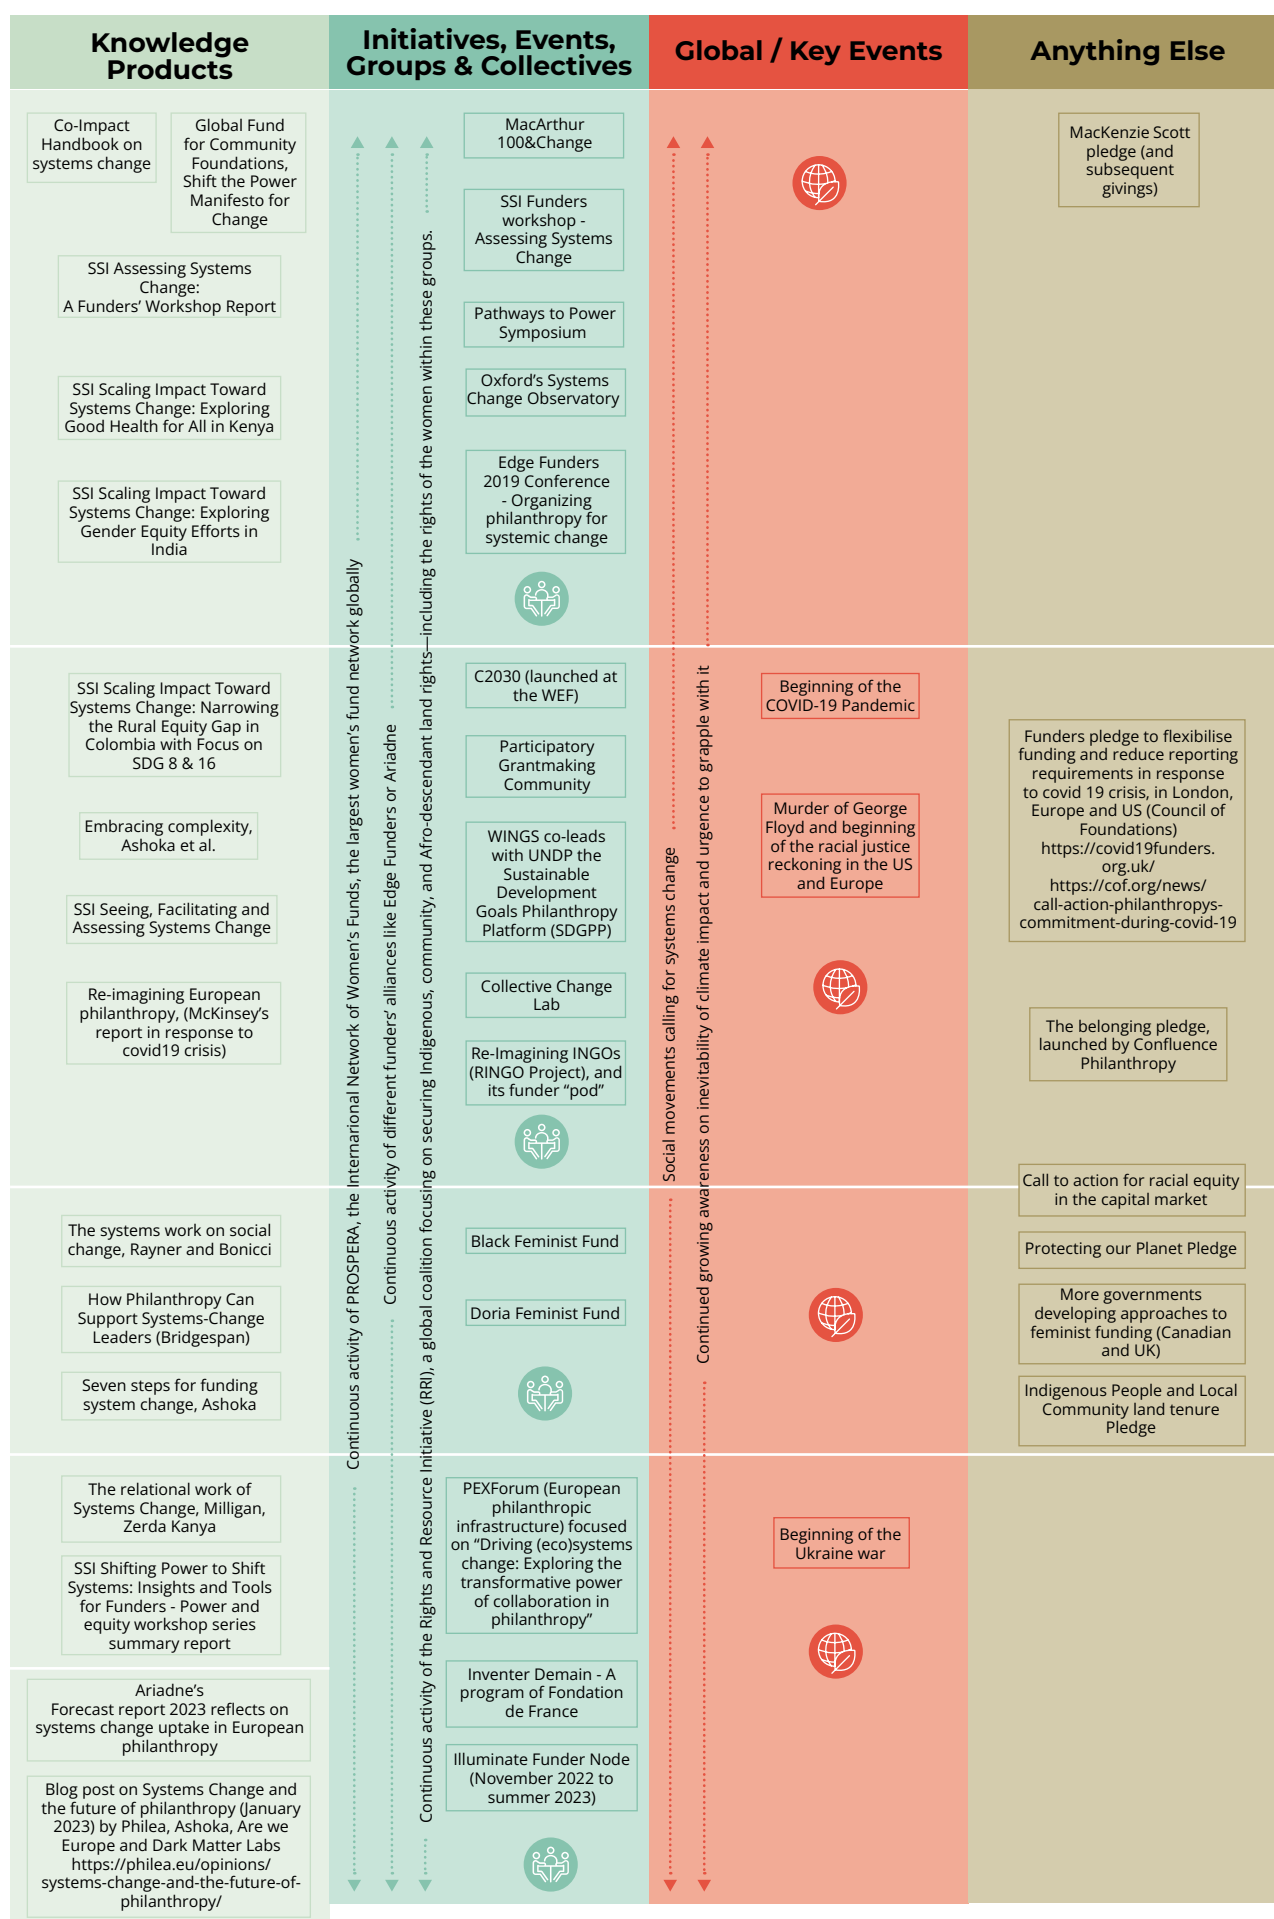 Knowledge
Products
Initiatives, Events,
Groups & Collectives
Global / Key Events
Anything Else
Co-Impact
Handbook on
systems change
Global Fund
for Community
Foundations,
Shift the Power
Manifesto for
Change
SSI Assessing Systems
Change:
A Funders’ Workshop Report
SSI Scaling Impact Toward
Systems Change: Exploring
Good Health for All in Kenya
SSI Scaling Impact Toward
Systems Change: Exploring
Gender Equity Efforts in
India
SSI Scaling Impact Toward
Systems Change: Narrowing
the Rural Equity Gap in
Colombia with Focus on
SDG 8 & 16
Embracing complexity,
Ashoka et al.
SSI Seeing, Facilitating and
Assessing Systems Change
Re-imagining European
philanthropy, (McKinsey’s
report in response to
covid19 crisis)
The systems work on social
change, Rayner and Bonicci
How Philanthropy Can
Support Systems-Change
Leaders (Bridgespan)
Seven steps for funding
system change, Ashoka
The relational work of
Systems Change, Milligan,
Zerda Kanya
SSI Shifting Power to Shift
Systems: Insights and Tools
for Funders - Power and
equity workshop series
summary report
Ariadne’s
Forecast report 2023 reflects on
systems change uptake in European
philanthropy
Blog post on Systems Change and
the future of philanthropy (January
2023) by Philea, Ashoka, Are we
Europe and Dark Matter Labs
https://philea.eu/opinions/
systems-change-and-the-future-of-
philanthropy/
Continuous activity of PROSPERA, the Internarional Network of Women’s Funds, the largest women’s fund network globally
Continuous activity of different funders’ alliances like Edge Funders or Ariadne
Continuous activity of the Rights and Resource Initiative (RRI), a global coalition focusing on securing Indigenous, community, and Afro-descendant land rights—including the rights of the women within these groups.
MacArthur
100&Change
SSI Funders
workshop -
Assessing Systems
Change
Pathways to Power
Symposium
Oxford’s Systems
Change Observatory
Edge Funders
2019 Conference
- Organizing
philanthropy for
systemic change
C2030 (launched at
the WEF)
Participatory
Grantmaking
Community
WINGS co-leads
with UNDP the
Sustainable
Development
Goals Philanthropy
Platform (SDGPP)
Collective Change
Lab
Re-Imagining INGOs
(RINGO Project), and
its funder “pod”
Black Feminist Fund
Doria Feminist Fund
PEXForum (European
philanthropic
infrastructure) focused
on “Driving (eco)systems
change: Exploring the
transformative power
of collaboration in
philanthropy”
Inventer Demain - A
program of Fondation
de France
Illuminate Funder Node
(November 2022 to
summer 2023)
Social movements calling for systems change
Continued growing awareness on inevitability of climate impact and urgence to grapple with it
Beginning of the
COVID-19 Pandemic
Murder of George
Floyd and beginning
of the racial justice
reckoning in the US
and Europe
Beginning of the
Ukraine war
MacKenzie Scott
pledge (and
subsequent
givings)
Funders pledge to flexibilise
funding and reduce reporting
requirements in response
to covid 19 crisis, in London,
Europe and US (Council of
Foundations)
https://covid19funders.
org.uk/
https://cof.org/news/
call-action-philanthropys-
commitment-during-covid-19
The belonging pledge,
launched by Confluence
Philanthropy
Call to action for racial equity
in the capital market
Protecting our Planet Pledge
More governments
developing approaches to
feminist funding (Canadian
and UK)
Indigenous People and Local
Community land tenure
Pledge